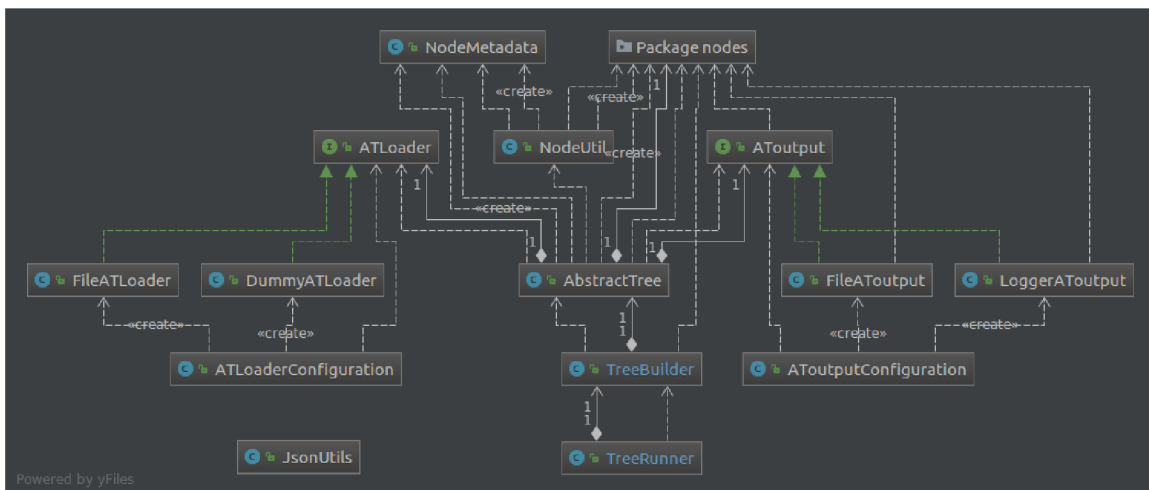 NodeMetadata
Package nodes
«create»
«create»
1
ATLoader
NodeUtil
«create»
AToutput
1
1
«create»
1
1
1
FileATLoader
DummyATLoader
AbstractTree
FileAToutput
LoggerAToutput
«create»
«create»
1
1
«create»
«create»
ATLoaderConfiguration
TreeBuilder
AToutputConfiguration
1
1
JsonUtils
TreeRunner
Powered by yFiles